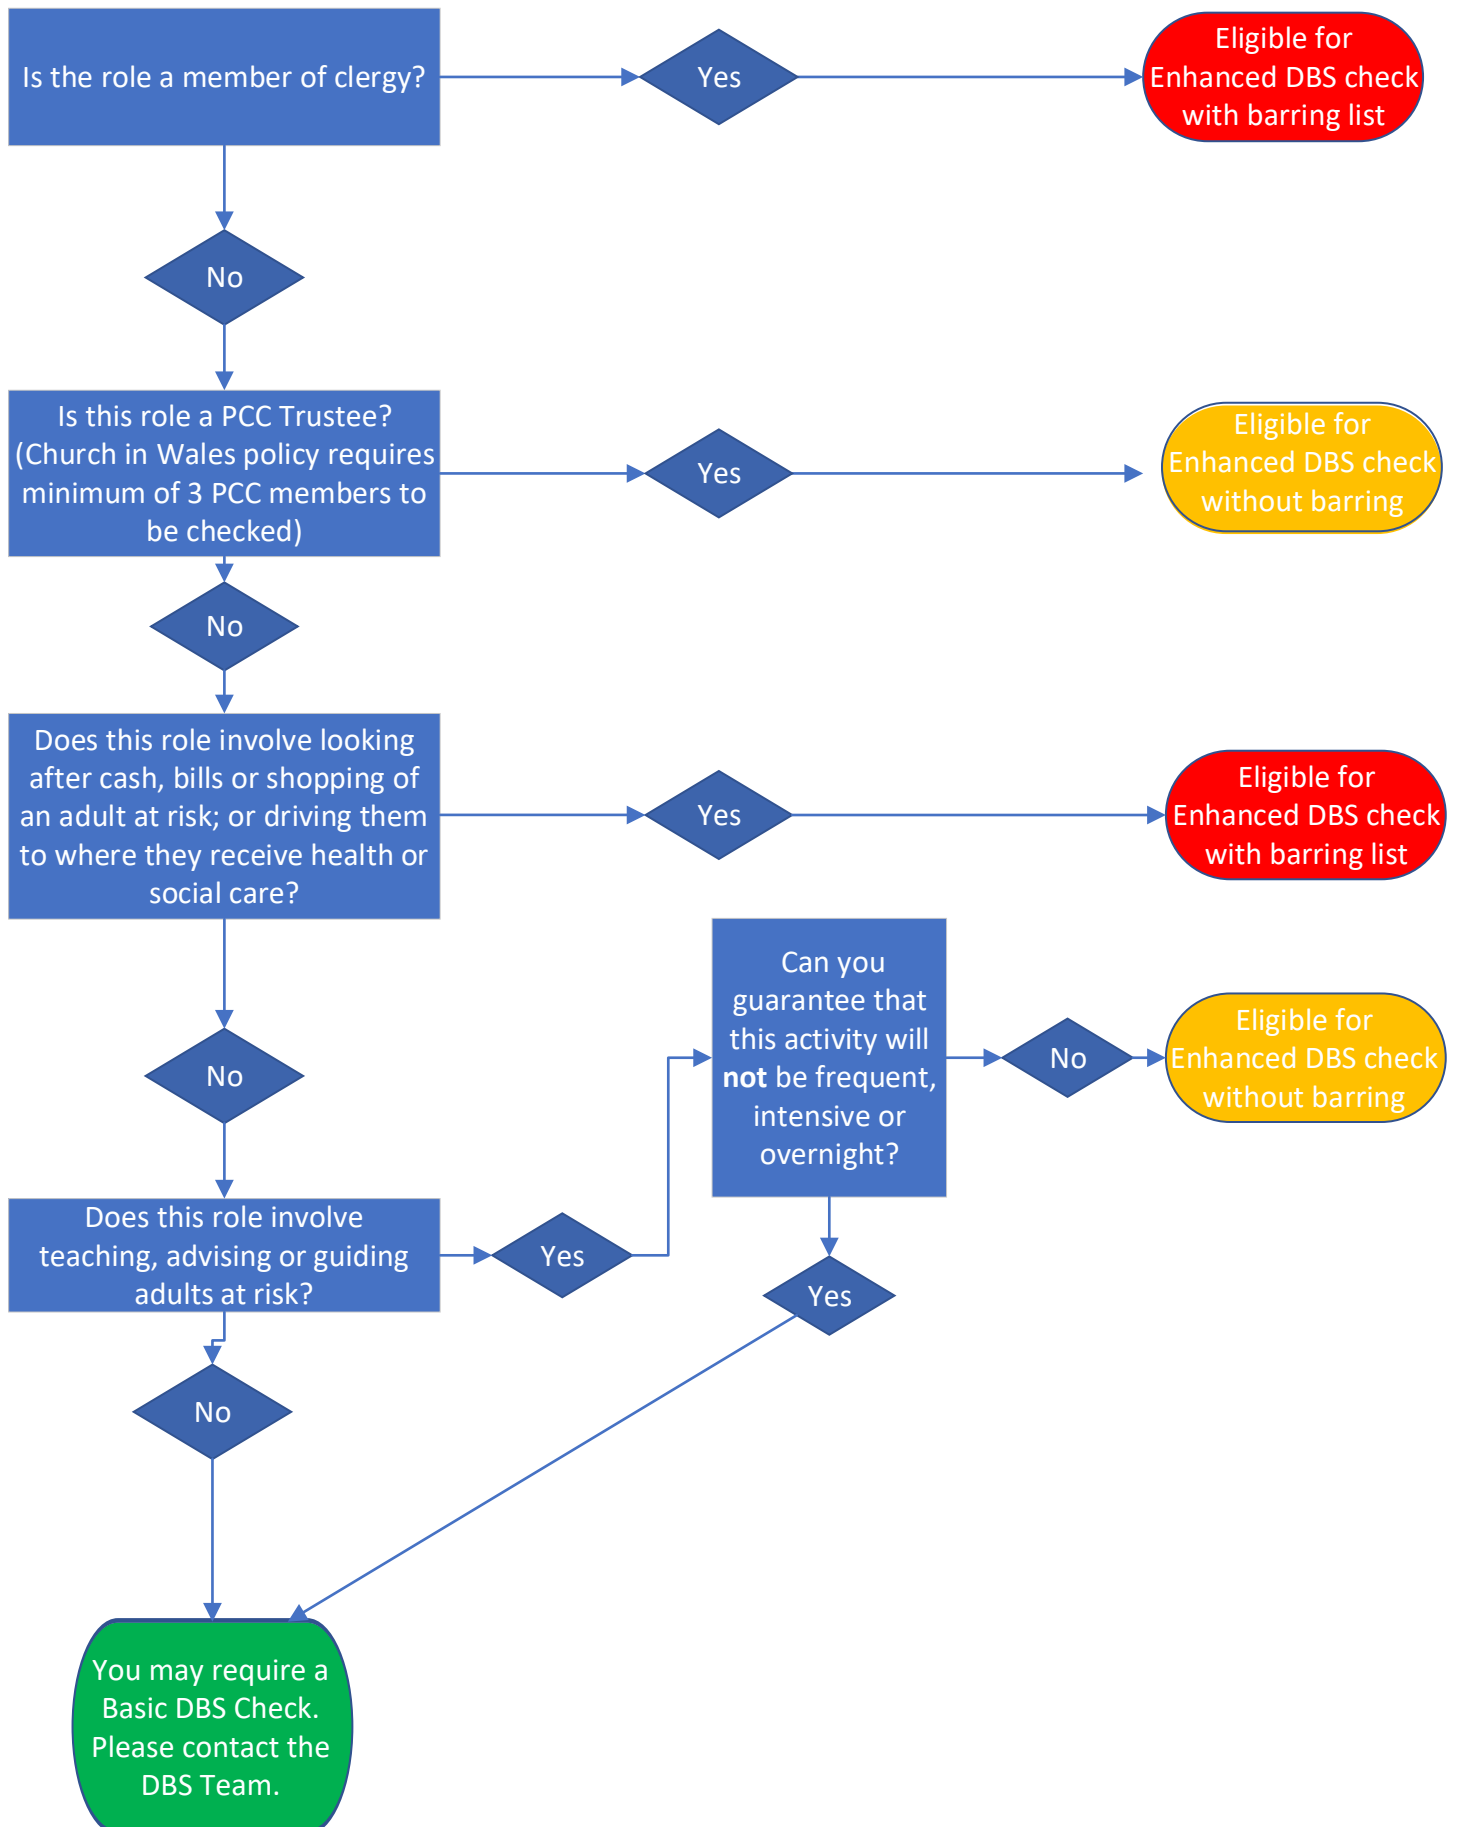 Is the role a member of clergy?
Yes
Eligible for
Enhanced DBS check
with barring list
No
Is this role a PCC Trustee?
(Church in Wales policy requires
minimum of 3 PCC members to
be checked)
Yes
Eligible for
Enhanced DBS check
without barring
No
Does this role involve looking
after cash, bills or shopping of
an adult at risk; or driving them
to where they receive health or
social care?
Yes
Eligible for
Enhanced DBS check
with barring list
No
Does this role involve
teaching, advising or guiding
adults at risk?
Yes
Can you
guarantee that
this activity will
not be frequent,
intensive or
overnight?
No
Eligible for
Enhanced DBS check
without barring
Yes
No
You may require a
Basic DBS Check.
Please contact the
DBS Team.